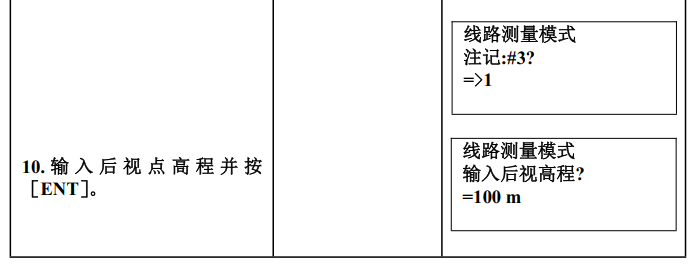 线路测量模式
注记:#3?
=>1
10. 输入后视点高程并按
［ENT］。
线路测量模式
输入后视高程?
=100 m